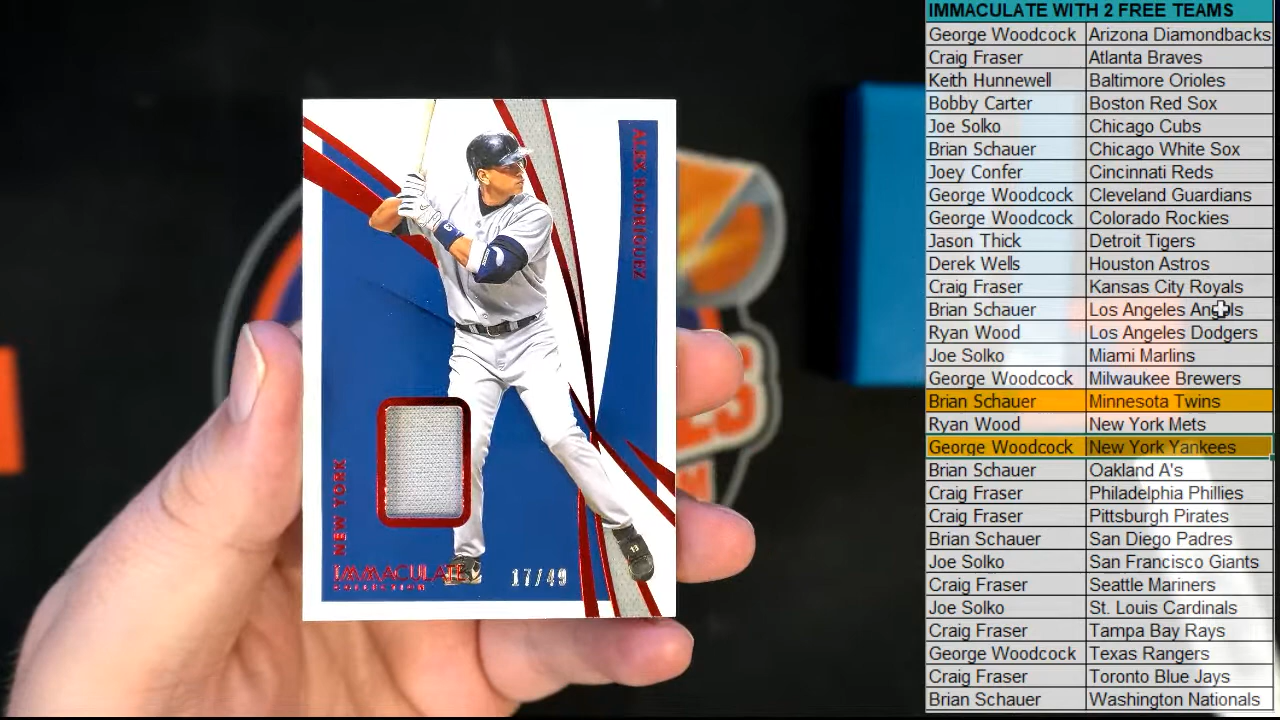 ALEX RODRIGUEZ
NEW YORK
IMMACULATE
COLLECTION
17/49
IMMACULATE WITH 2 FREE TEAMS
George Woodcock Arizona Diamondbacks
Craig Fraser Atlanta Braves
Keith Hunnewell Baltimore Orioles
Bobby Carter Boston Red Sox
Joe Solko Chicago Cubs
Brian Schauer Chicago White Sox
Joey Confer Cincinnati Reds
George Woodcock Cleveland Guardians
George Woodcock Colorado Rockies
Jason Thick Detroit Tigers
Derek Wells Houston Astros
Craig Fraser Kansas City Royals
Brian Schauer Los Angeles Angels
Ryan Wood Los Angeles Dodgers
Joe Solko Miami Marlins
George Woodcock Milwaukee Brewers
Brian Schauer Minnesota Twins
Ryan Wood New York Mets
George Woodcock New York Yankees
Brian Schauer Oakland A's
Craig Fraser Philadelphia Phillies
Craig Fraser Pittsburgh Pirates
Brian Schauer San Diego Padres
Joe Solko San Francisco Giants
Craig Fraser Seattle Mariners
Joe Solko St. Louis Cardinals
Craig Fraser Tampa Bay Rays
George Woodcock Texas Rangers
Craig Fraser Toronto Blue Jays
Brian Schauer Washington Nationals